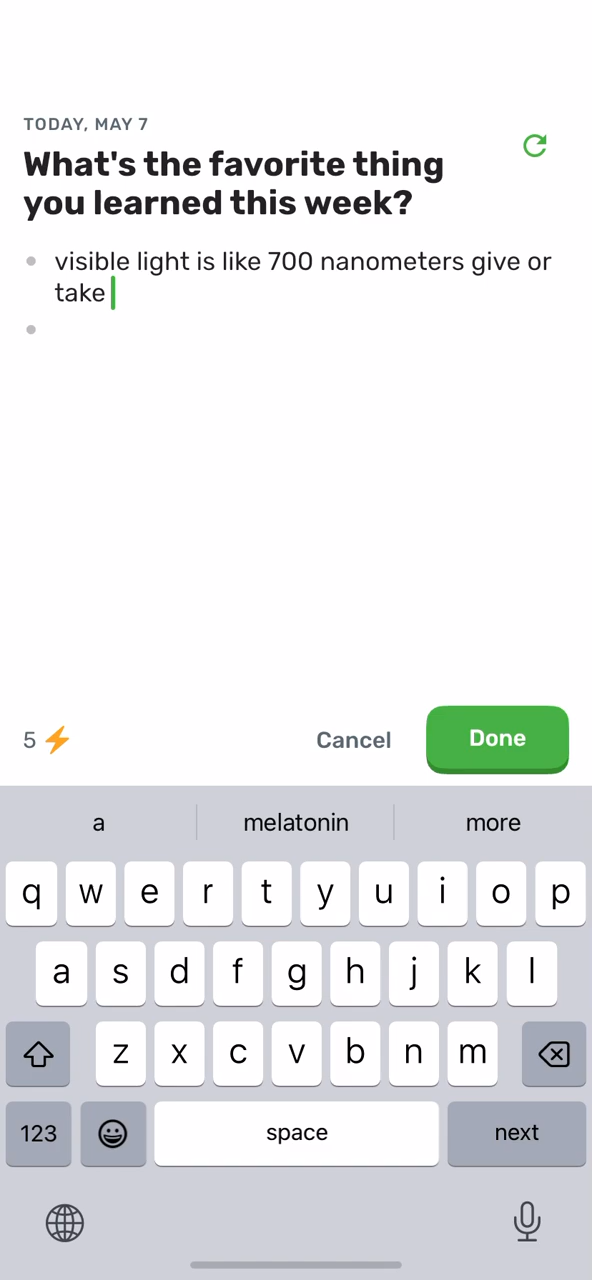 TODAY, MAY 7
What's the favorite thing
you learned this week?
visible light is like 700 nanometers give or
take
5
Cancel
Done
a
melatonin
more
q w e r t y u i o p
a s d f g h j k l
z x c v b n m
123
space
next